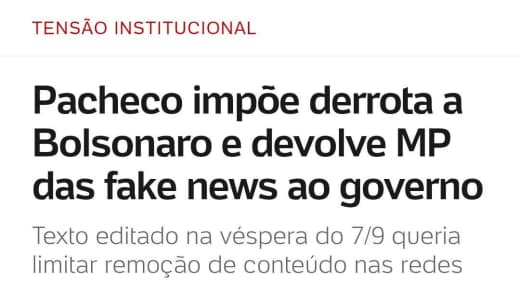 TENSÃO INSTITUCIONAL
Pacheco impõe derrota a
Bolsonaro e devolve MP
das fake news ao governo
Texto editado na véspera do 7/9 queria
limitar remoção de conteúdo nas redes